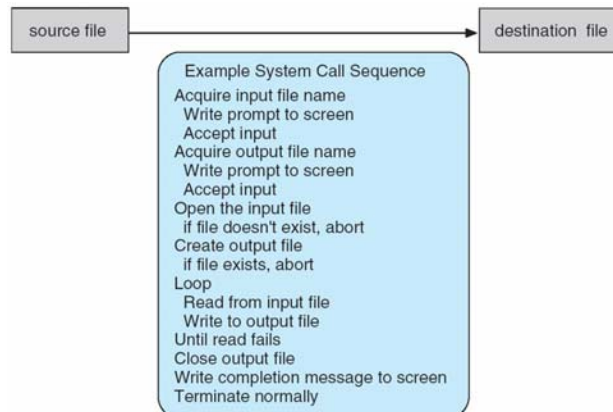 source file
destination file
Example System Call Sequence
Acquire input file name
Write prompt to screen
Accept input
Acquire output file name
Write prompt to screen
Accept input
Open the input file
if file doesn't exist, abort
Create output file
if file exists, abort
Loop
Read from input file
Write to output file
Until read fails
Close output file
Write completion message to screen
Terminate normally